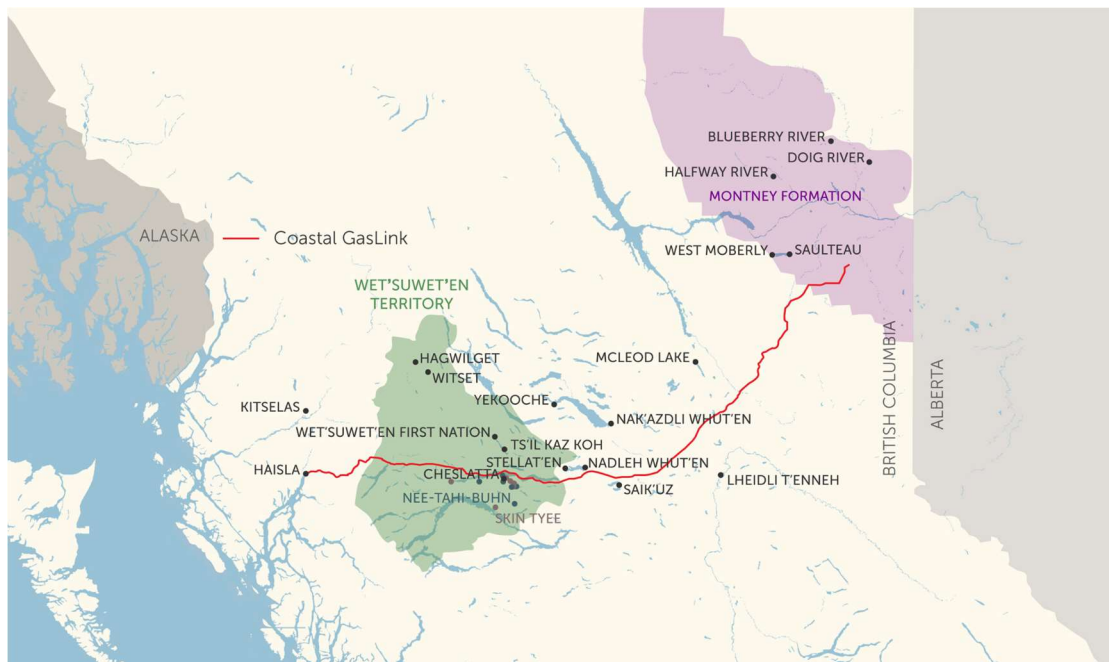 BLUEBERRY RIVER
DOIG RIVER
HALFWAY RIVER
MONTNEY FORMATION
ALASKA
Coastal GasLink
WEST MOBERLY
SAULTEAU
WET'SUWET'EN
TERRITORY
BRITISH COLUMBIA
ALBERTA
HAGWILGET
MCLEOD LAKE
WITSET
YEKOOCHE
KITSELAS
NAK'AZDLI WHUT'EN
WET'SUWET'EN FIRST NATION
TS'IL KAZ KOH
STELLAT'EN
NADLEH WHUT'EN
HAISLA
CHESLATTA
LHEIDLI T'ENNEH
SAIK'UZ
NEE-TAHI-BUHN
SKIN TYEE